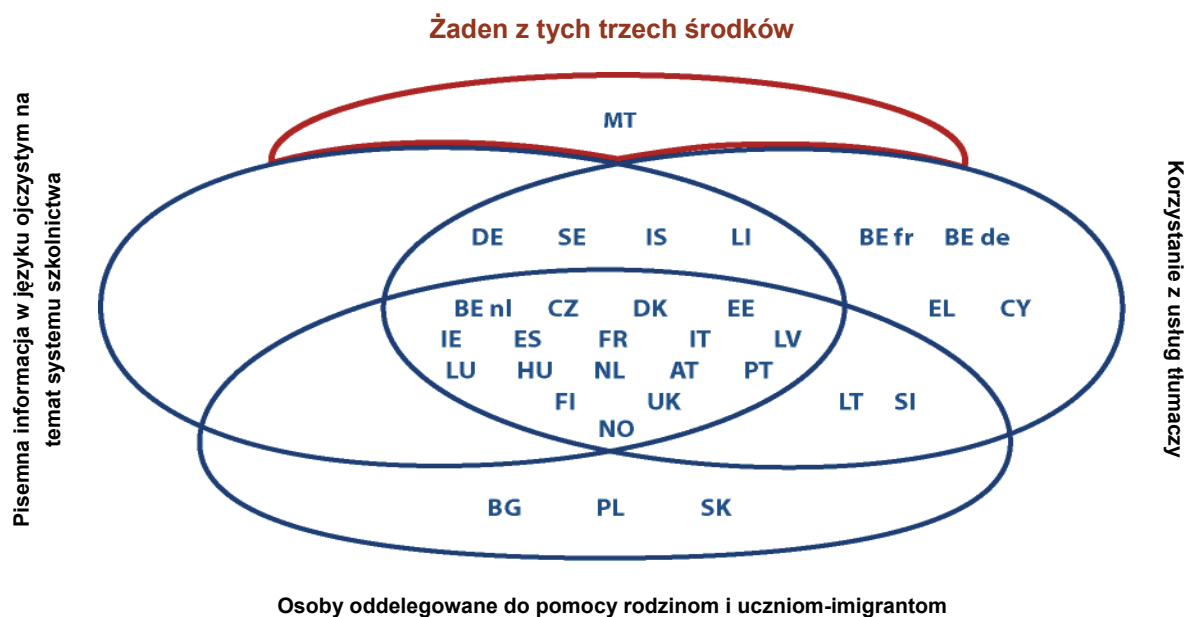 Żaden z tych trzech środków
MT
Pisemna informacja w języku ojczystym na
temat systemu szkolnictwa
Korzystanie z usług tłumaczy
DE SE IS LI BE fr BE de
BE nl CZ DK EE EL CY
IE ES FR IT LV
LU HU NL AT PT
FI UK LT SI
NO
BG PL SK
Osoby oddelegowane do pomocy rodzinom i uczniom-imigrantom